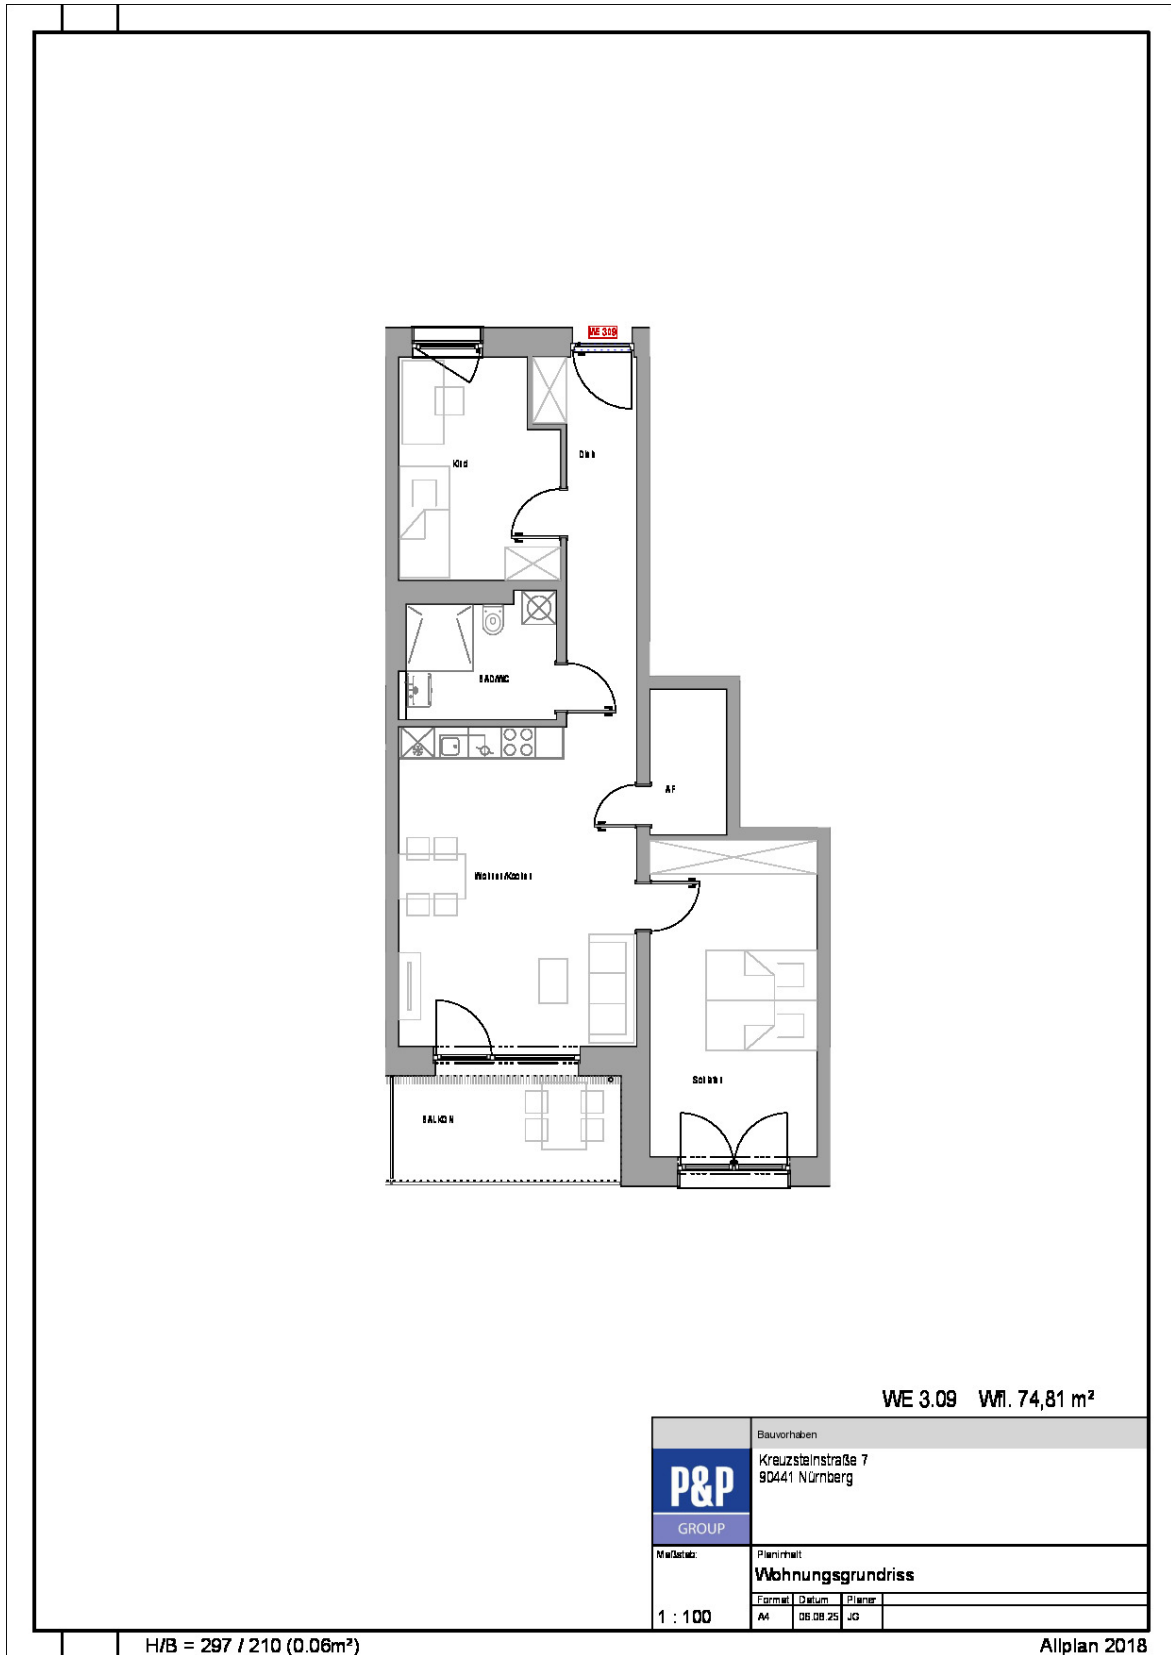 WE 3.09
Kind
Diele
BAD/WC
AR
Wohnen/Kochen
Schlafen
BALKON
WE 3.09 Wfl. 74,81 m²
Bauvorhaben
Kreuzsteinstraße 7
90441 Nürnberg
P&P
GROUP
Maßstab:
1 : 100
Planinhalt
Wohnungsgrundriss
Format Datum Planer
A4 06.08.25 JG
H/B = 297 / 210 (0.06m²)
Allplan 2018